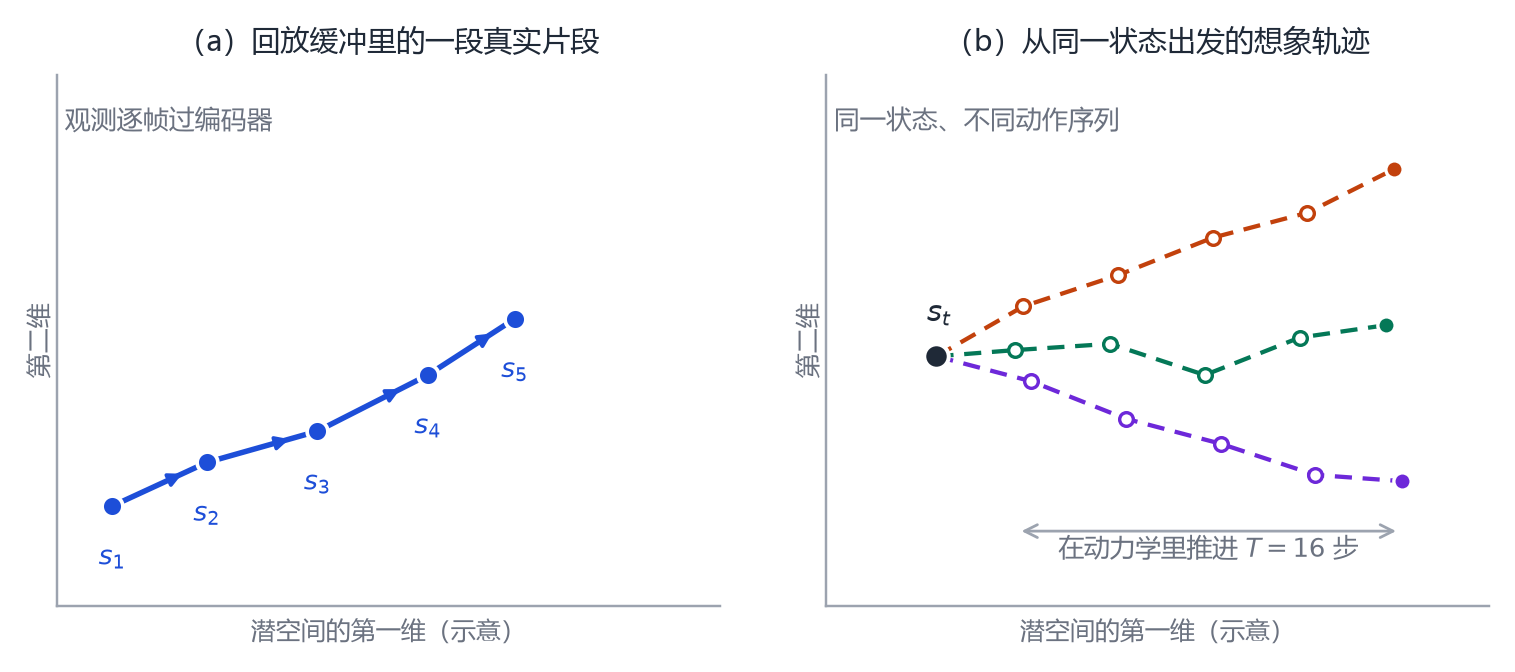 （a）回放缓冲里的一段真实片段
观测逐帧过编码器
第二维
s1
s2
s3
s4
s5
潜空间的第一维（示意）
（b）从同一状态出发的想象轨迹
同一状态、不同动作序列
第二维
st
在动力学里推进 T = 16 步
潜空间的第一维（示意）